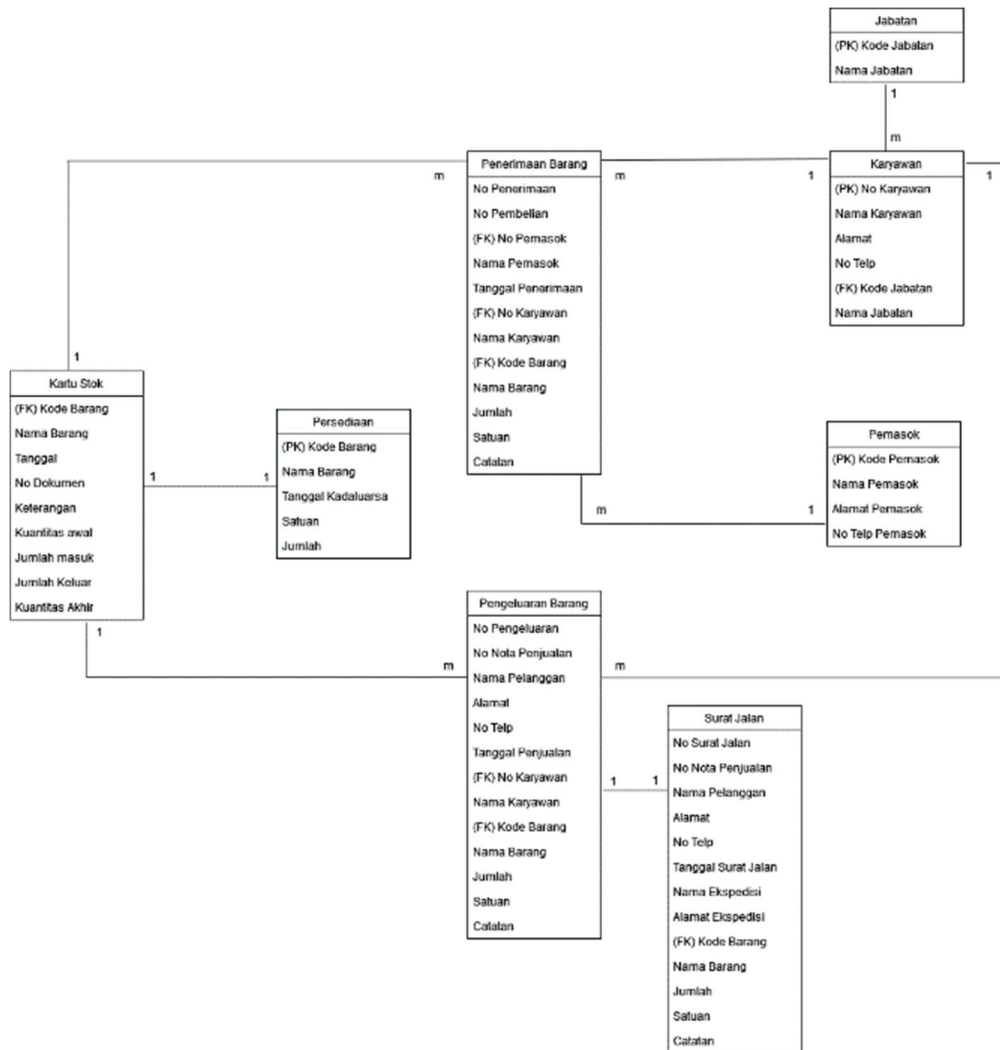 Jabatan
(PK) Kode Jabatan
Nama Jabatan
1
m
Penerimaan Barang
No Penerimaan
No Pembelian
(FK) No Pemasok
Nama Pemasok
Tanggal Penerimaan
(FK) No Karyawan
Nama Karyawan
(FK) Kode Barang
Nama Barang
Jumlah
Satuan
Catatan
m
m
1
Karyawan
(PK) No Karyawan
Nama Karyawan
Alamat
No Telp
(FK) Kode Jabatan
Nama Jabatan
1
1
Kartu Stok
(FK) Kode Barang
Nama Barang
Tanggal
No Dokumen
Keterangan
Kuantitas awal
Jumlah masuk
Jumlah Keluar
Kuantitas Akhir
1
1
Persediaan
(PK) Kode Barang
Nama Barang
Tanggal Kadaluarsa
Satuan
Jumlah
Pemasok
(PK) Kode Pemasok
Nama Pemasok
Alamat Pemasok
No Telp Pemasok
m
1
1
m
Pengeluaran Barang
No Pengeluaran
No Nota Penjualan
Nama Pelanggan
Alamat
No Telp
Tanggal Penjualan
(FK) No Karyawan
Nama Karyawan
(FK) Kode Barang
Nama Barang
Jumlah
Satuan
Catatan
m
1
1
Surat Jalan
No Surat Jalan
No Nota Penjualan
Nama Pelanggan
Alamat
No Telp
Tanggal Surat Jalan
Nama Ekspedisi
Alamat Ekspedisi
(FK) Kode Barang
Nama Barang
Jumlah
Satuan
Catatan